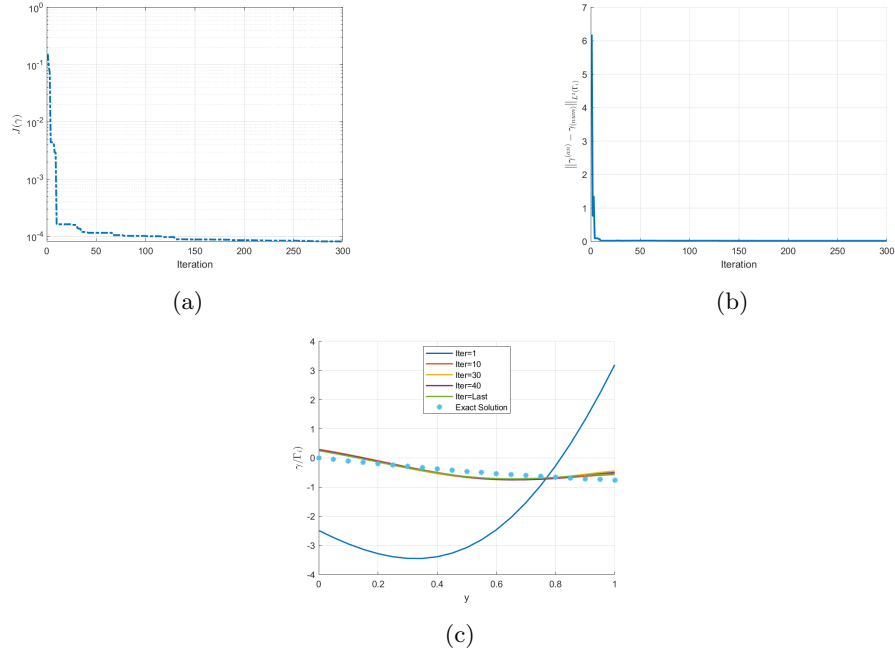 10^0
10^-1
10^-2
10^-3
10^-4
J(γ)
0 50 100 150 200 250 300
Iteration
(a)
7
6
5
4
3
2
1
0
||γ^(ex) − γ_(num)||_L²(Γ_i)
0 50 100 150 200 250 300
Iteration
(b)
4
3
2
1
0
-1
-2
-3
-4
γ/Γ_i)
Iter=1
Iter=10
Iter=30
Iter=40
Iter=Last
Exact Solution
0 0.2 0.4 0.6 0.8 1
y
(c)